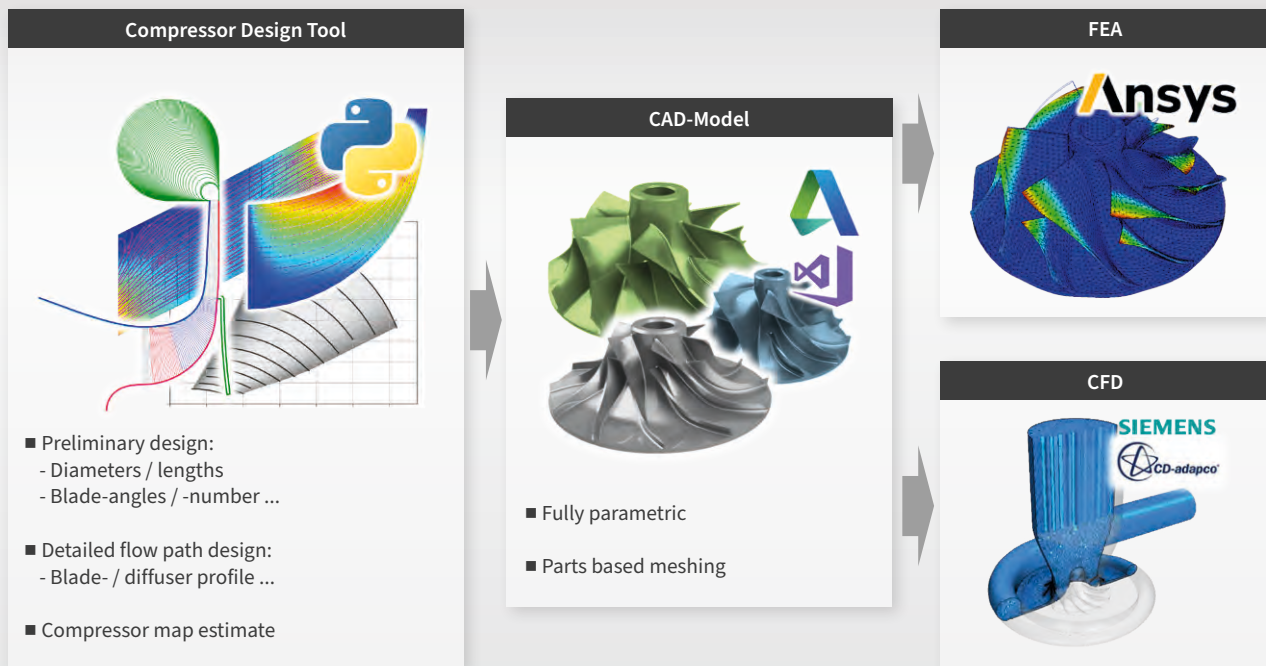 Compressor Design Tool
■ Preliminary design:
- Diameters / lengths
- Blade-angles / -number ...
■ Detailed flow path design:
- Blade- / diffuser profile ...
■ Compressor map estimate
CAD-Model
■ Fully parametric
■ Parts based meshing
FEA
Ansys
CFD
SIEMENS
CD-adapco